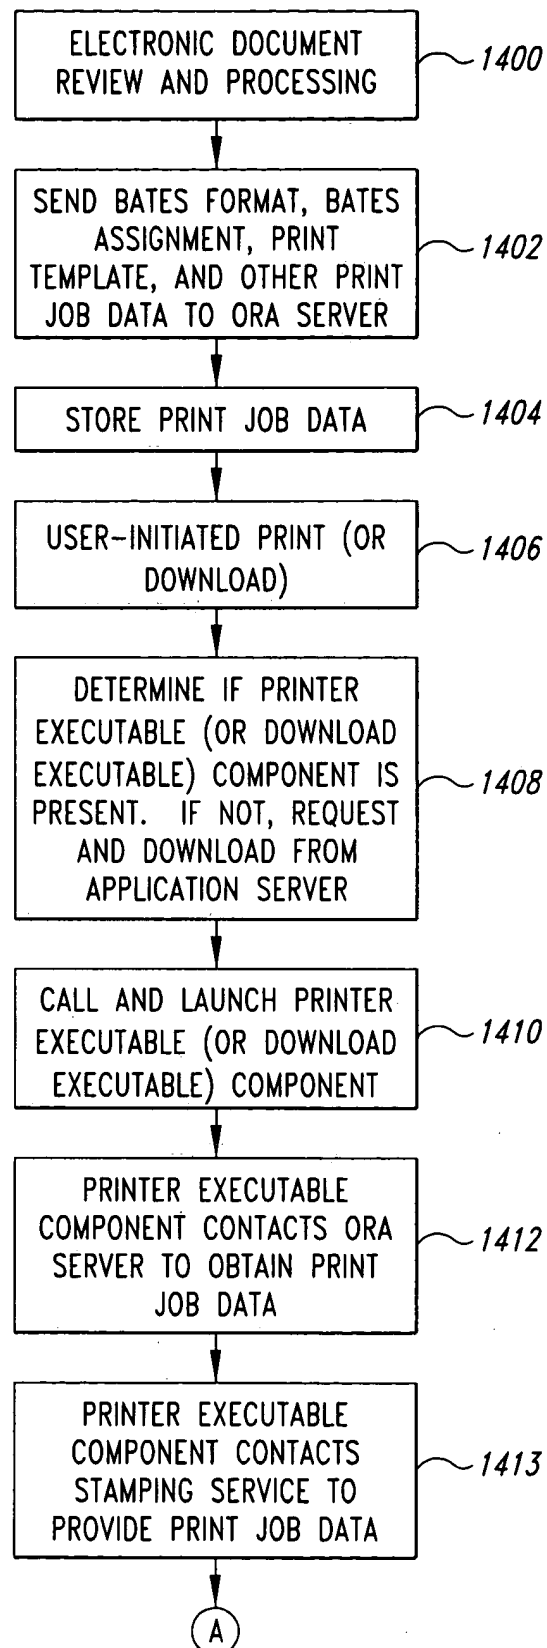 ELECTRONIC DOCUMENT
REVIEW AND PROCESSING
1400
SEND BATES FORMAT, BATES
ASSIGNMENT, PRINT
TEMPLATE, AND OTHER PRINT
JOB DATA TO ORA SERVER
1402
STORE PRINT JOB DATA
1404
USER-INITIATED PRINT (OR
DOWNLOAD)
1406
DETERMINE IF PRINTER
EXECUTABLE (OR DOWNLOAD
EXECUTABLE) COMPONENT IS
PRESENT. IF NOT, REQUEST
AND DOWNLOAD FROM
APPLICATION SERVER
1408
CALL AND LAUNCH PRINTER
EXECUTABLE (OR DOWNLOAD
EXECUTABLE) COMPONENT
1410
PRINTER EXECUTABLE
COMPONENT CONTACTS ORA
SERVER TO OBTAIN PRINT
JOB DATA
1412
PRINTER EXECUTABLE
COMPONENT CONTACTS
STAMPING SERVICE TO
PROVIDE PRINT JOB DATA
1413
A